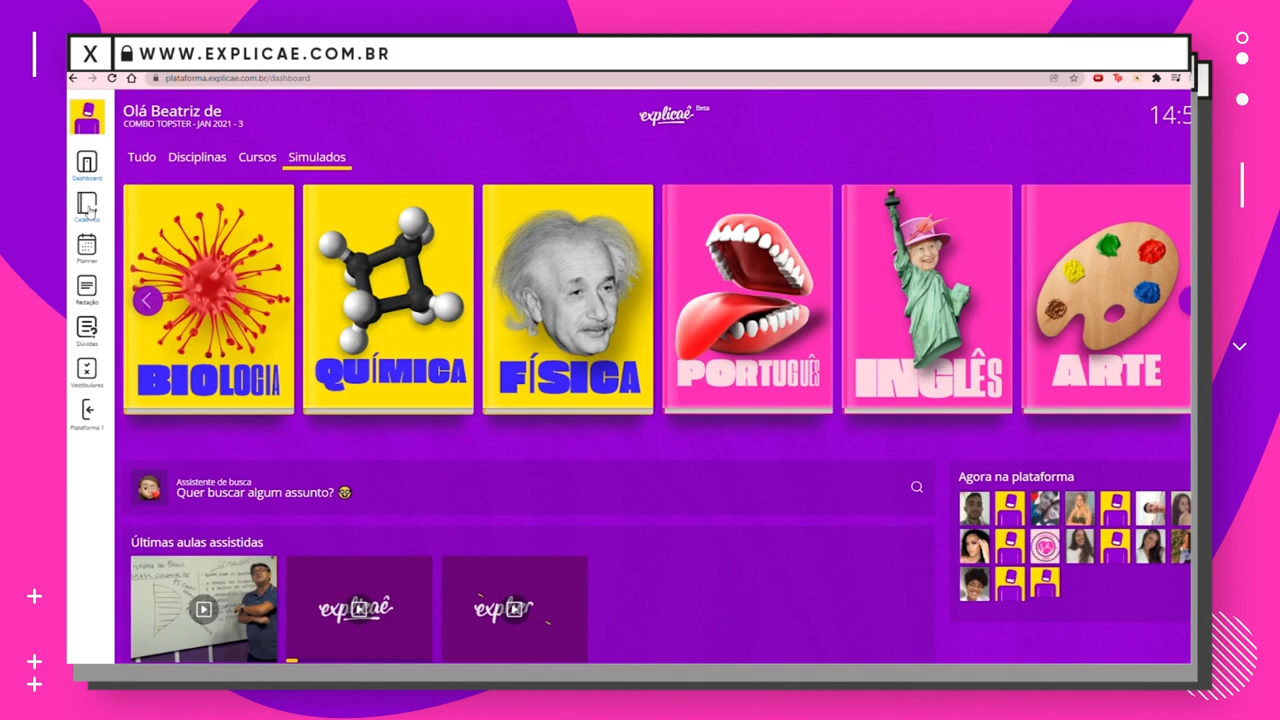 X
WWW.EXPLICAE.COM.BR
plataforma.explicae.com.br/dashboard
Olá Beatriz de
COMBO TOPSTER - JAN 2021 - 3
explicaê Beta
14:5
Tudo Disciplinas Cursos Simulados
Dashboard
Cadernos
Planner
Redação
Dúvidas
Vestibulares
Plataforma 1
BIOLOGIA
QUÍMICA
FÍSICA
PORTUGUÊS
INGLÊS
ARTE
Assistente de busca
Quer buscar algum assunto?
Agora na plataforma
Últimas aulas assistidas
explicaê